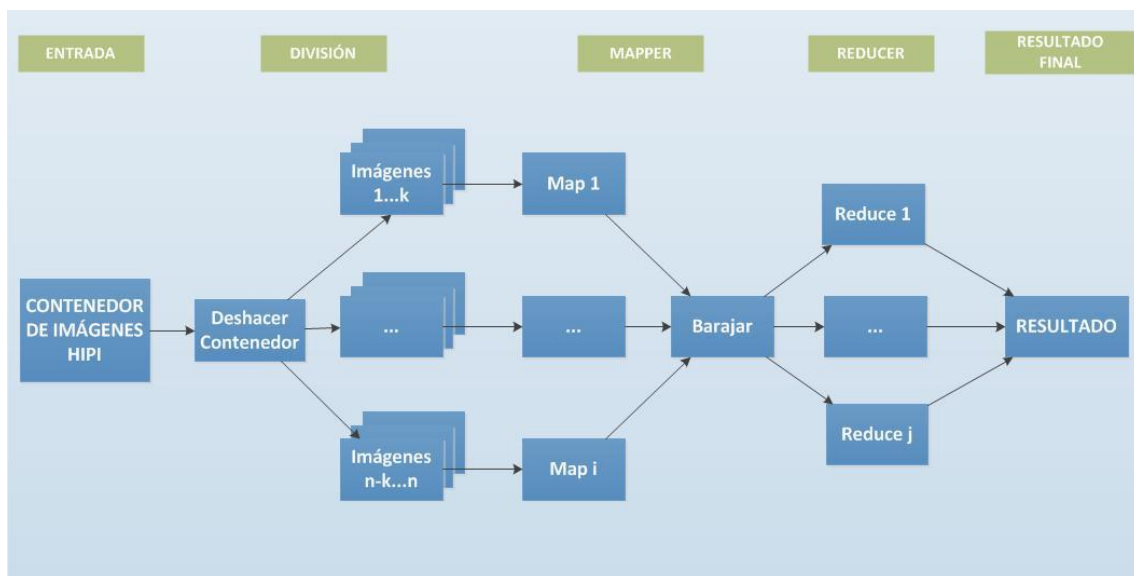 ENTRADA
DIVISIÓN
MAPPER
REDUCER
RESULTADO
FINAL
Imágenes
1...k
Map 1
Reduce 1
CONTENEDOR
DE IMÁGENES
HIPI
Deshacer
Contenedor
...
...
Barajar
...
RESULTADO
Imágenes
n-k...n
Map i
Reduce j